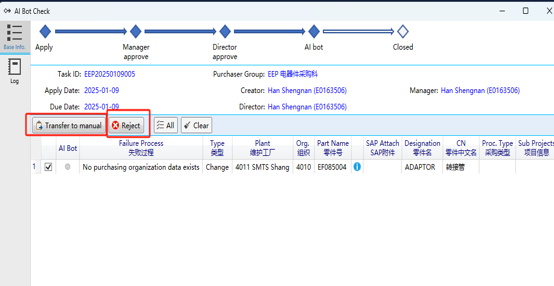 AI Bot Check
Base Info.
Log
Apply
Manager approve
Director approve
AI bot
Closed
Task ID: EEP20250109005
Purchaser Group: EEP 电器件采购科
Apply Date: 2025-01-09
Creator: Han Shengnan (E0163506)
Manager: Han Shengnan (E0163506)
Due Date: 2025-01-09
Director: Han Shengnan (E0163506)
Transfer to manual
Reject
All
Clear
AI Bot
Failure Process
失败过程
Type
类型
Plant
维护工厂
Org.
组织
Part Name
零件号
SAP Attach
SAP附件
Designation
零件名
CN
零件中文名
Proc. Type
采购类型
Sub Projects
项目信息
1 No purchasing organization data exists Change 4011 SMTS Shang 4010 EF085004 ADAPTOR 转接管